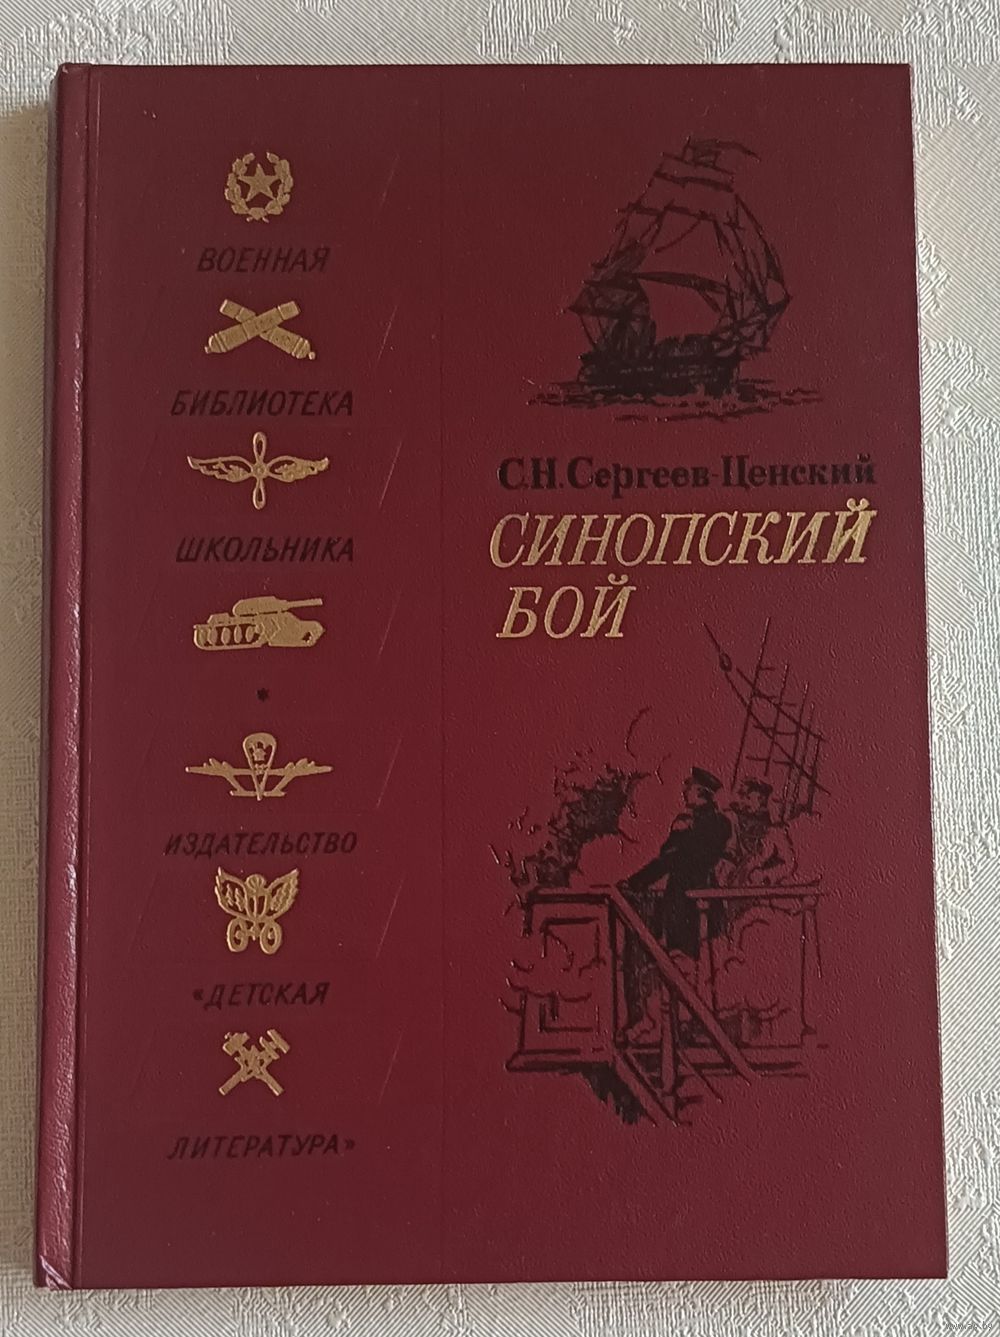 ВОЕННАЯ
БИБЛИОТЕКА
ШКОЛЬНИКА
*
ИЗДАТЕЛЬСТВО
«ДЕТСКАЯ
ЛИТЕРАТУРА»
С.Н.Сергеев-Ценский
СИНОПСКИЙ
БОЙ